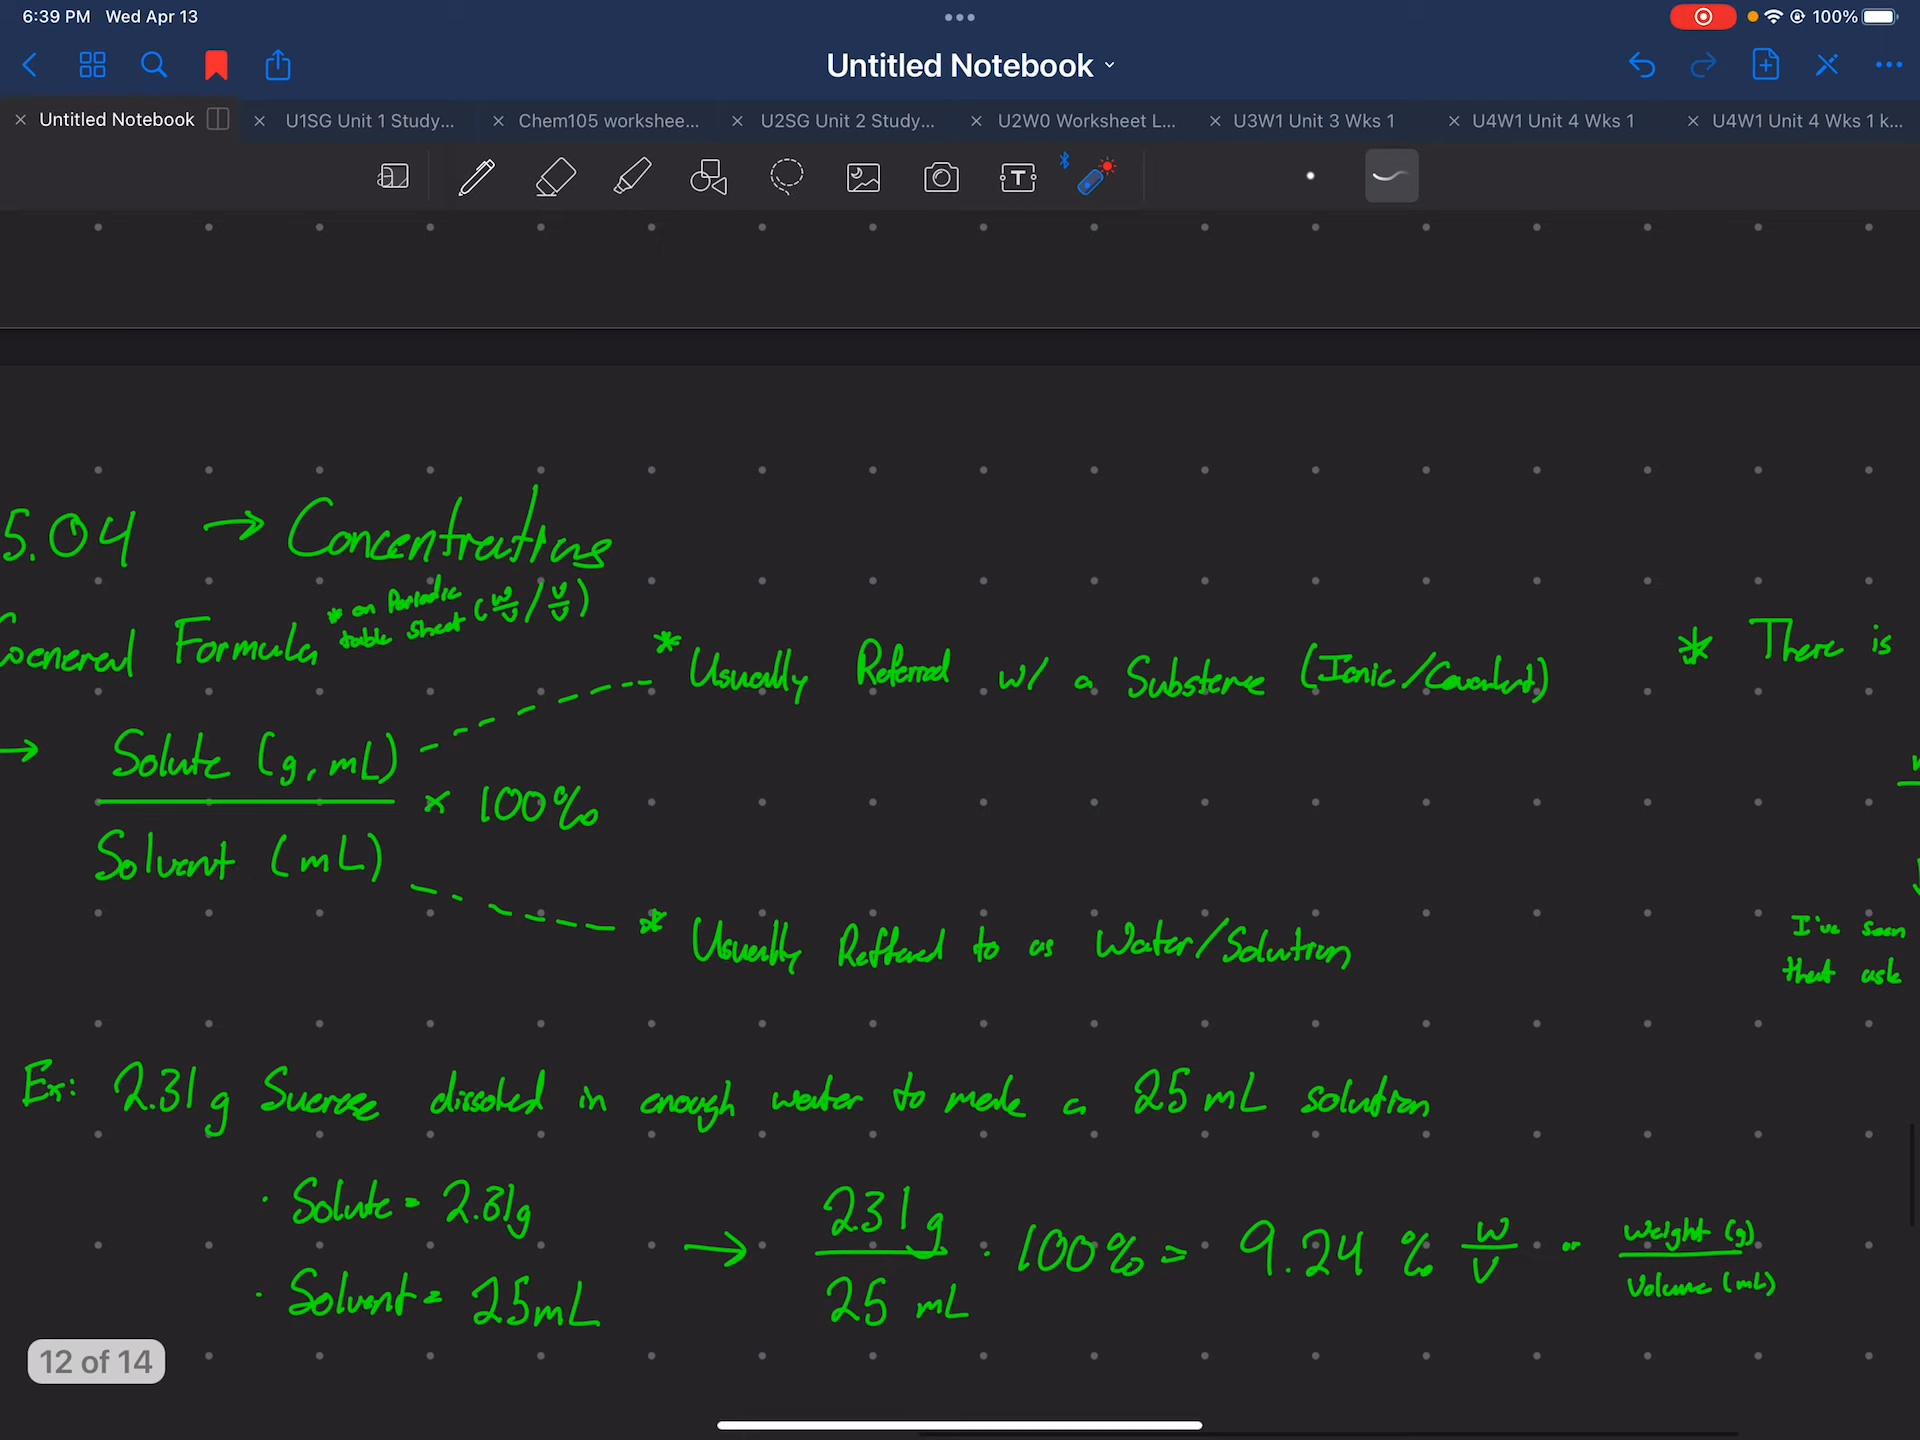 6:39 PM Wed Apr 13
100%
Untitled Notebook
Untitled Notebook
U1SG Unit 1 Study...
Chem105 workshee...
U2SG Unit 2 Study...
U2W0 Worksheet L...
U3W1 Unit 3 Wks 1
U4W1 Unit 4 Wks 1
U4W1 Unit 4 Wks 1 k...
5.04 → Concentrations
General Formula * on Periodic table sheet (w/v / v/v)
* Usually Referred w/ a Substance (Ionic/Covalent)
* There is
→ Solute (g, mL)
x 100%
Solvent (mL)
* Usually Reffered to as Water/Solution
I've seen
that ask
Ex: 2.31g Sucrose dissolved in enough water to make a 25 mL solution
· Solute = 2.31g
· Solvent = 25mL
→ 231g / 25 mL · 100% = 9.24 % w/v or weight (g) / Volume (mL)
12 of 14